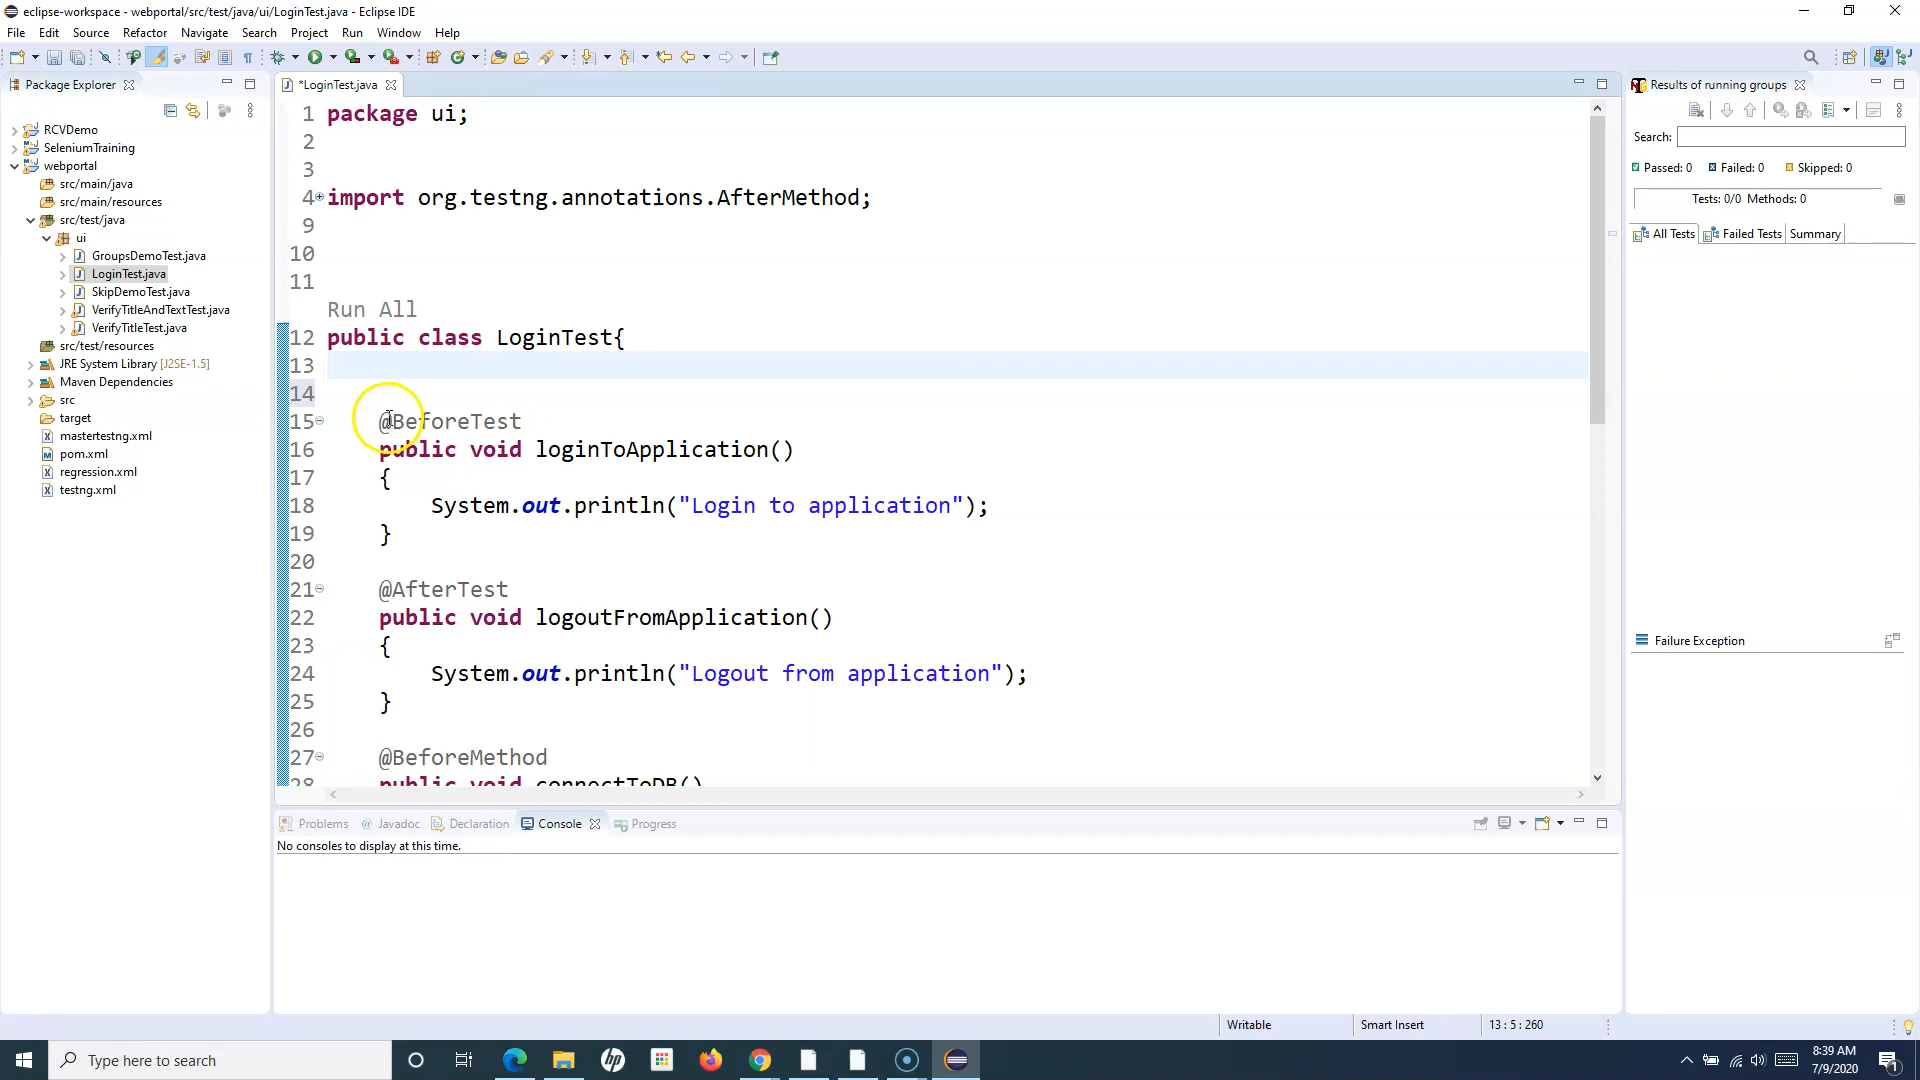 eclipse-workspace - webportal/src/test/java/ui/LoginTest.java - Eclipse IDE
File Edit Source Refactor Navigate Search Project Run Window Help
Package Explorer
RCVDemo
SeleniumTraining
webportal
src/main/java
src/main/resources
src/test/java
ui
GroupsDemoTest.java
LoginTest.java
SkipDemoTest.java
VerifyTitleAndTextTest.java
VerifyTitleTest.java
src/test/resources
JRE System Library [J2SE-1.5]
Maven Dependencies
src
target
mastertestng.xml
pom.xml
regression.xml
testng.xml
*LoginTest.java
1 package ui;
2
3
4 import org.testng.annotations.AfterMethod;
9
10
11
Run All
12 public class LoginTest{
13
14
15 @BeforeTest
16 public void loginToApplication()
17 {
18 System.out.println("Login to application");
19 }
20
21 @AfterTest
22 public void logoutFromApplication()
23 {
24 System.out.println("Logout from application");
25 }
26
27 @BeforeMethod
28 public void connectToDB()
Problems @ Javadoc Declaration Console Progress
No consoles to display at this time.
Results of running groups
Search:
Passed: 0 Failed: 0 Skipped: 0
Tests: 0/0 Methods: 0
All Tests Failed Tests Summary
Failure Exception
Writable Smart Insert 13 : 5 : 260
Type here to search
hp
8:39 AM
7/9/2020
1